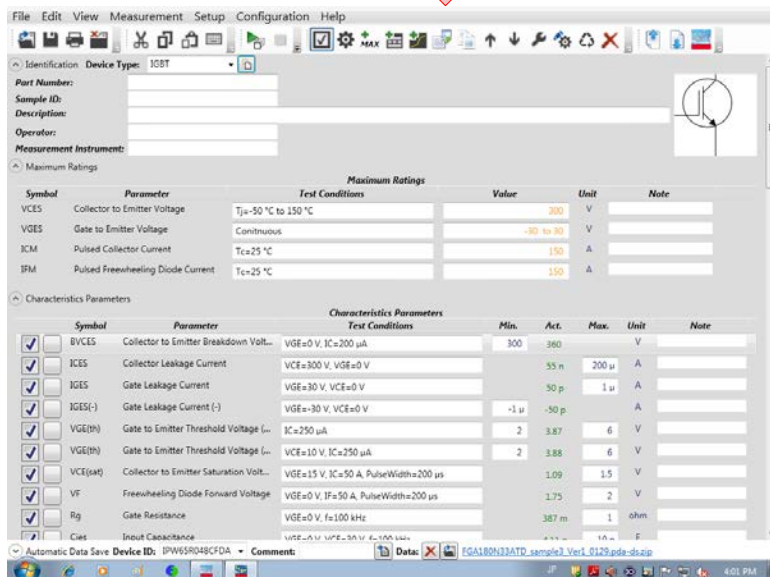 File Edit View Measurement Setup Configuration Help
MAX
Identification Device Type: IGBT
Part Number:
Sample ID:
Description:
Operator:
Measurement Instrument:
Maximum Ratings
Maximum Ratings
Symbol Parameter Test Conditions Value Unit Note
VCES Collector to Emitter Voltage Tj=-50 °C to 150 °C 300 V
VGES Gate to Emitter Voltage Conitnuous -30 to 30 V
ICM Pulsed Collector Current Tc=25 °C 150 A
IFM Pulsed Freewheeling Diode Current Tc=25 °C 150 A
Characteristics Parameters
Characteristics Parameters
Symbol Parameter Test Conditions Min. Act. Max. Unit Note
BVCES Collector to Emitter Breakdown Volt... VGE=0 V, IC=200 µA 300 360 V
ICES Collector Leakage Current VCE=300 V, VGE=0 V 55 n 200 µ A
IGES Gate Leakage Current VGE=30 V, VCE=0 V 50 p 1 µ A
IGES(-) Gate Leakage Current (-) VGE=-30 V, VCE=0 V -1 µ -50 p A
VGE(th) Gate to Emitter Threshold Voltage (... IC=250 µA 2 3.87 6 V
VGE(th) Gate to Emitter Threshold Voltage (... VCE=10 V, IC=250 µA 2 3.88 6 V
VCE(sat) Collector to Emitter Saturation Volt... VGE=15 V, IC=50 A, PulseWidth=200 µs 1.09 1.5 V
VF Freewheeling Diode Forward Voltage VGE=0 V, IF=50 A, PulseWidth=200 µs 1.75 2 V
Rg Gate Resistance VGE=0 V, f=100 kHz 387 m 1 ohm
Cies Input Capacitance VGE=0 V, VCE=30 V, f=100 kHz 10 n F
Automatic Data Save Device ID: IPW65R048CFDA Comment: Data: FGA180N33ATD_sample3_Ver1_0129.pda-ds.zip
JP 4:01 PM